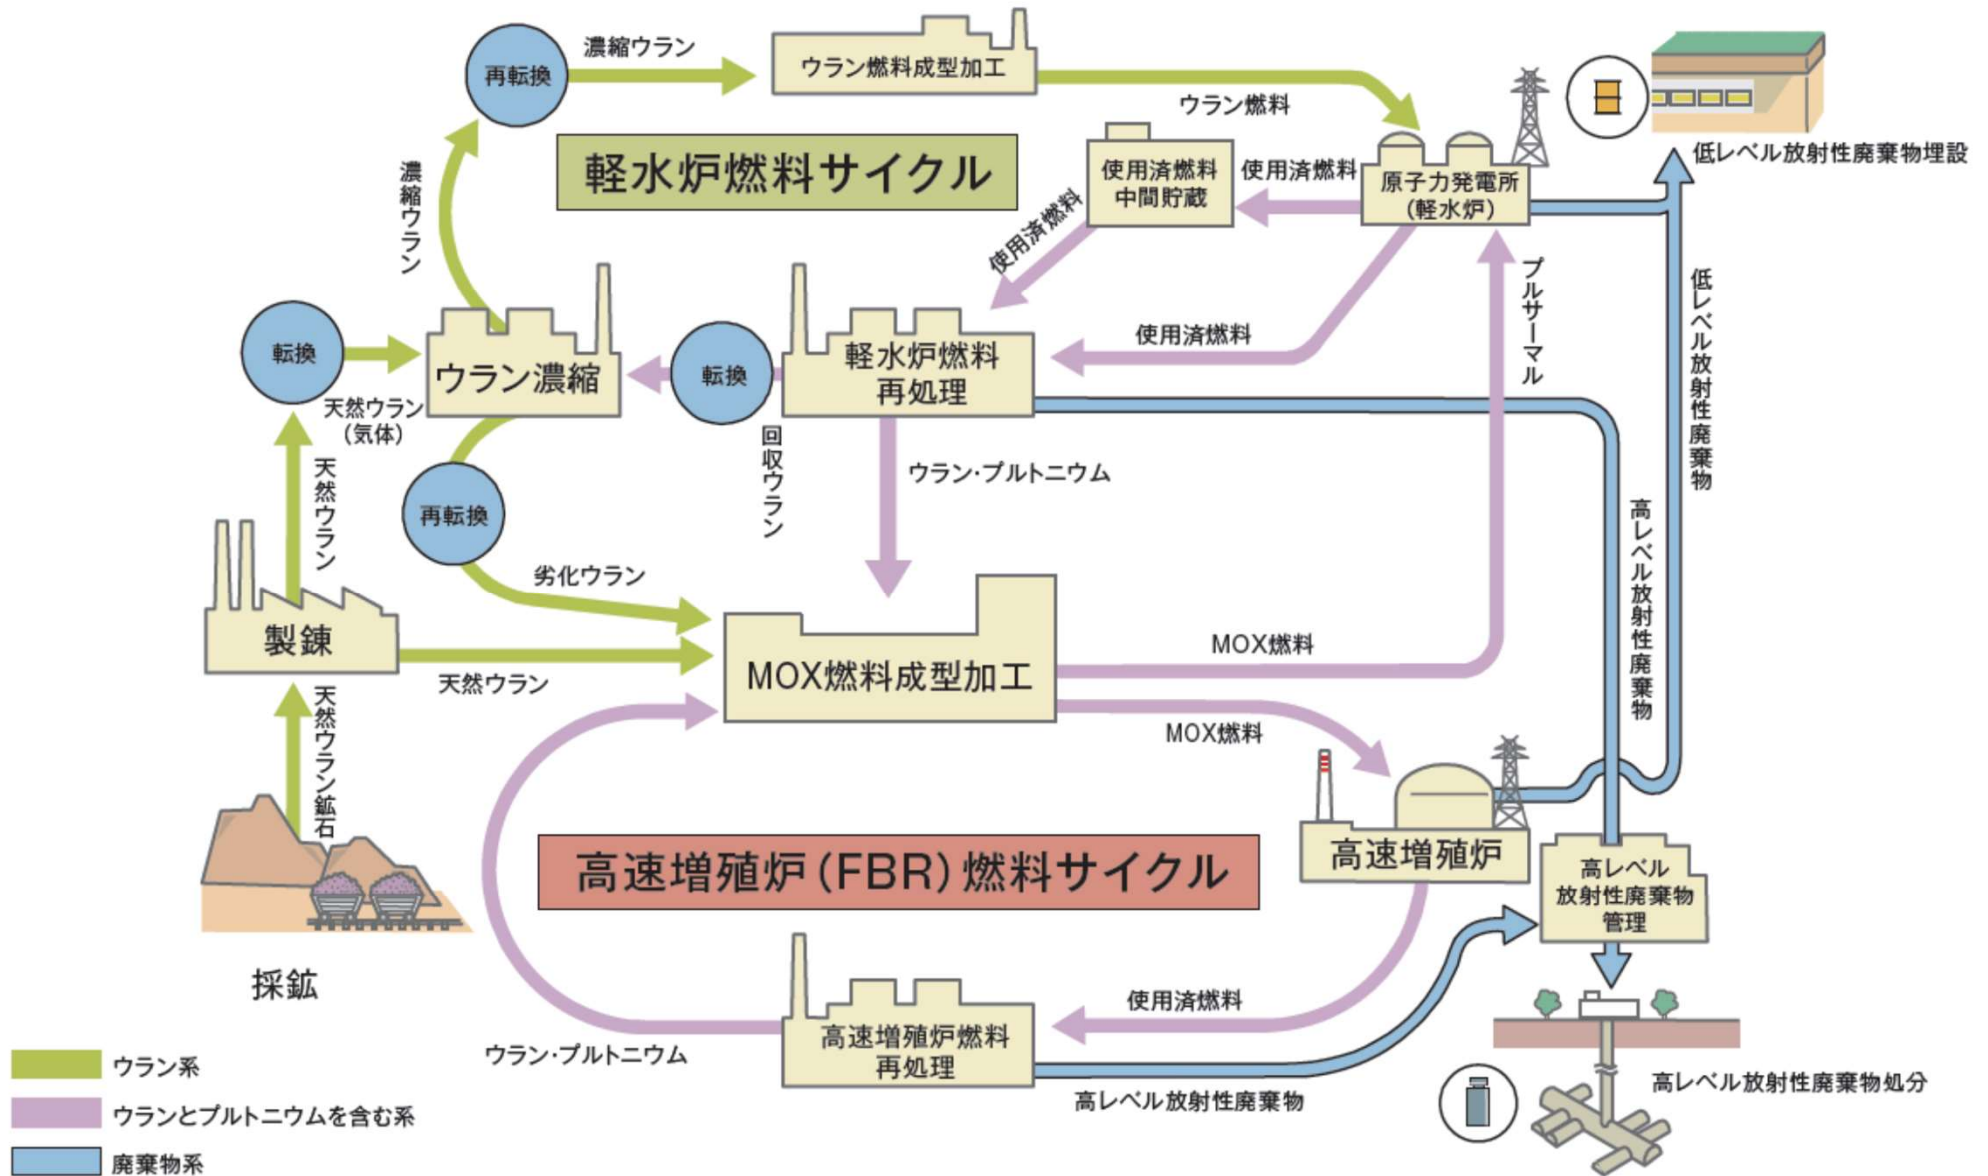 再転換
濃縮ウラン
ウラン燃料成型加工
ウラン燃料
低レベル放射性廃棄物埋設
軽水炉燃料サイクル
使用済燃料
中間貯蔵
使用済燃料
原子力発電所
(軽水炉)
濃縮ウラン
使用済燃料
プルサーマル
低レベル放射性廃棄物
転換
ウラン濃縮
転換
軽水炉燃料
再処理
使用済燃料
天然ウラン
(気体)
天然ウラン
回収ウラン
ウラン・プルトニウム
高レベル放射性廃棄物
再転換
劣化ウラン
製錬
天然ウラン
MOX燃料成型加工
MOX燃料
MOX燃料
天然ウラン鉱石
高速増殖炉(FBR)燃料サイクル
高速増殖炉
高レベル
放射性廃棄物
管理
採鉱
使用済燃料
高速増殖炉燃料
再処理
ウラン・プルトニウム
高レベル放射性廃棄物
高レベル放射性廃棄物処分
ウラン系
ウランとプルトニウムを含む系
廃棄物系